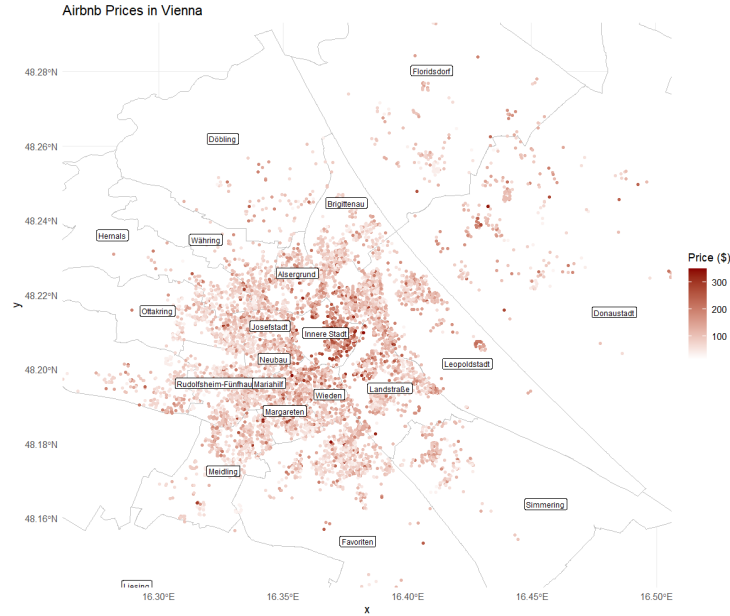 Airbnb Prices in Vienna
48.28°N
48.26°N
48.24°N
48.22°N
48.20°N
48.18°N
48.16°N
y
Floridsdorf
Döbling
Brigittenau
Hernals
Währing
Alsergrund
Ottakring
Donaustadt
Josefstadt
Innere Stadt
Neubau
Leopoldstadt
Rudolfsheim-Fünfhau
Mariahilf
Wieden
Landstraße
Margareten
Meidling
Simmering
Favoriten
Liesing
16.30°E
16.35°E
16.40°E
16.45°E
16.50°E
x
Price ($)
300
200
100